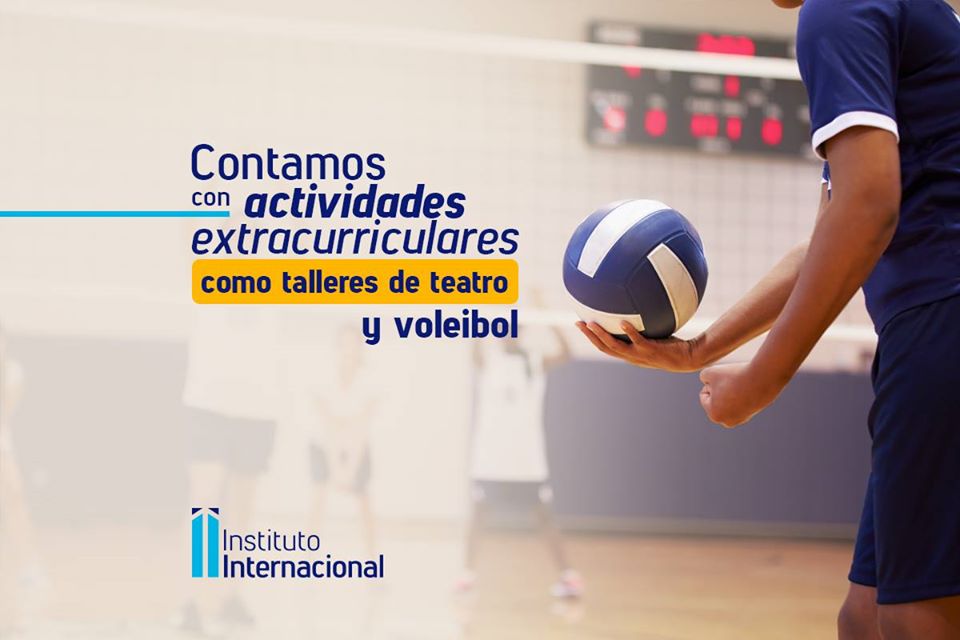 Contamos
con actividades
extracurriculares
como talleres de teatro
y voleibol
Instituto
Internacional